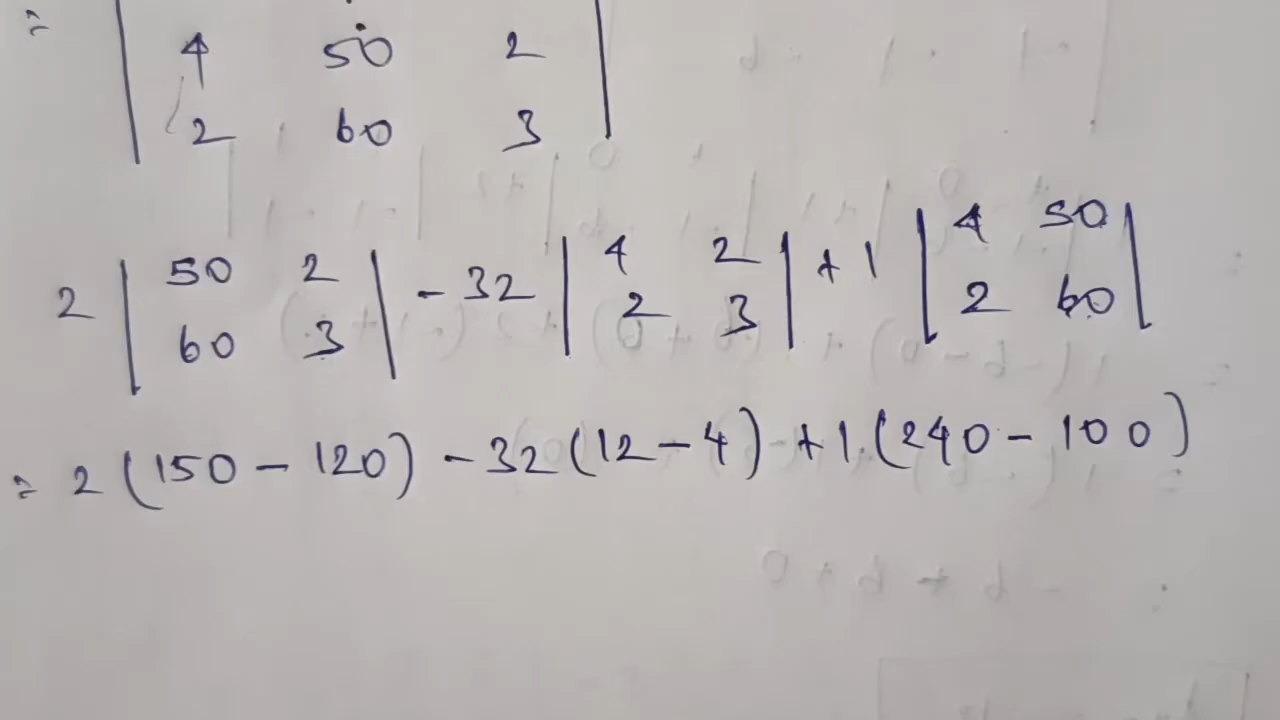 = | 4 50 2 |
| 2 60 3 |
2 | 50 2 | - 32 | 4 2 | + 1 | 4 50 |
| 60 3 | | 2 3 | | 2 60 |
= 2 (150 - 120) - 32 (12 - 4) + 1. (240 - 100)